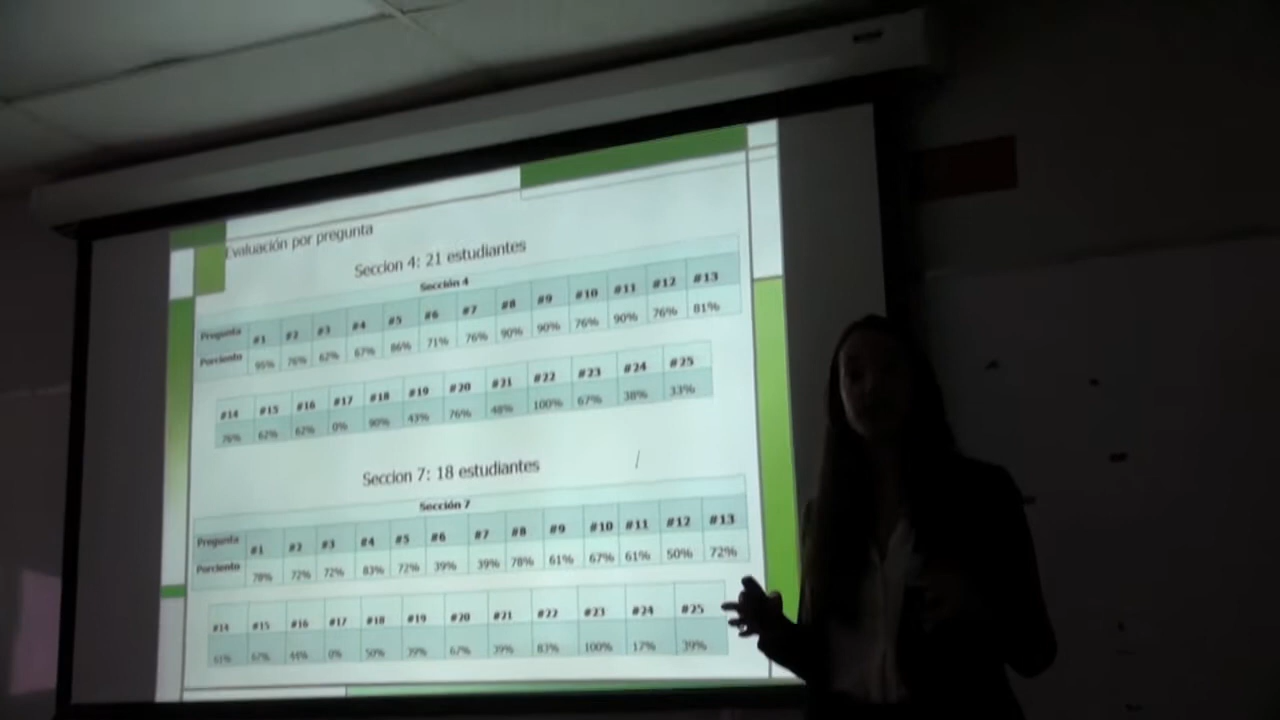 Evaluación por pregunta
Seccion 4: 21 estudiantes
Sección 4
Pregunta #1 #2 #3 #4 #5 #6 #7 #8 #9 #10 #11 #12 #13
Porciento 95% 76% 62% 67% 86% 71% 76% 90% 90% 76% 90% 76% 81%
#14 #15 #16 #17 #18 #19 #20 #21 #22 #23 #24 #25
76% 62% 62% 0% 90% 43% 76% 48% 100% 67% 38% 33%
Seccion 7: 18 estudiantes
Sección 7
Pregunta #1 #2 #3 #4 #5 #6 #7 #8 #9 #10 #11 #12 #13
Porciento 78% 72% 72% 83% 72% 39% 39% 78% 61% 67% 61% 50% 72%
#14 #15 #16 #17 #18 #19 #20 #21 #22 #23 #24 #25
61% 67% 44% 0% 50% 39% 67% 39% 83% 100% 17% 39%